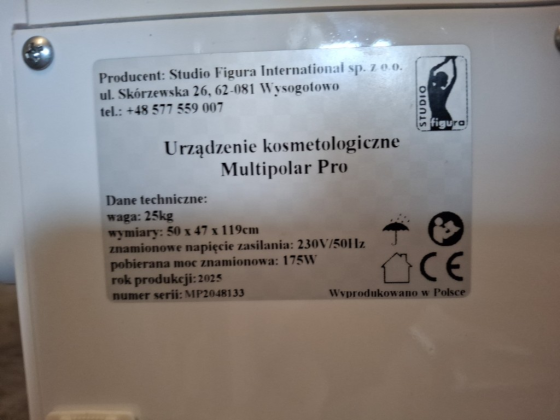 Producent: Studio Figura International sp. z o.o.
ul. Skórzewska 26, 62-081 Wysogotowo
tel.: +48 577 559 007
STUDIO
figura
Urządzenie kosmetologiczne
Multipolar Pro
Dane techniczne:
waga: 25kg
wymiary: 50 x 47 x 119cm
znamionowe napięcie zasilania: 230V/50Hz
pobierana moc znamionowa: 175W
rok produkcji: 2025
numer serii: MP2048133
CE
Wyprodukowano w Polsce